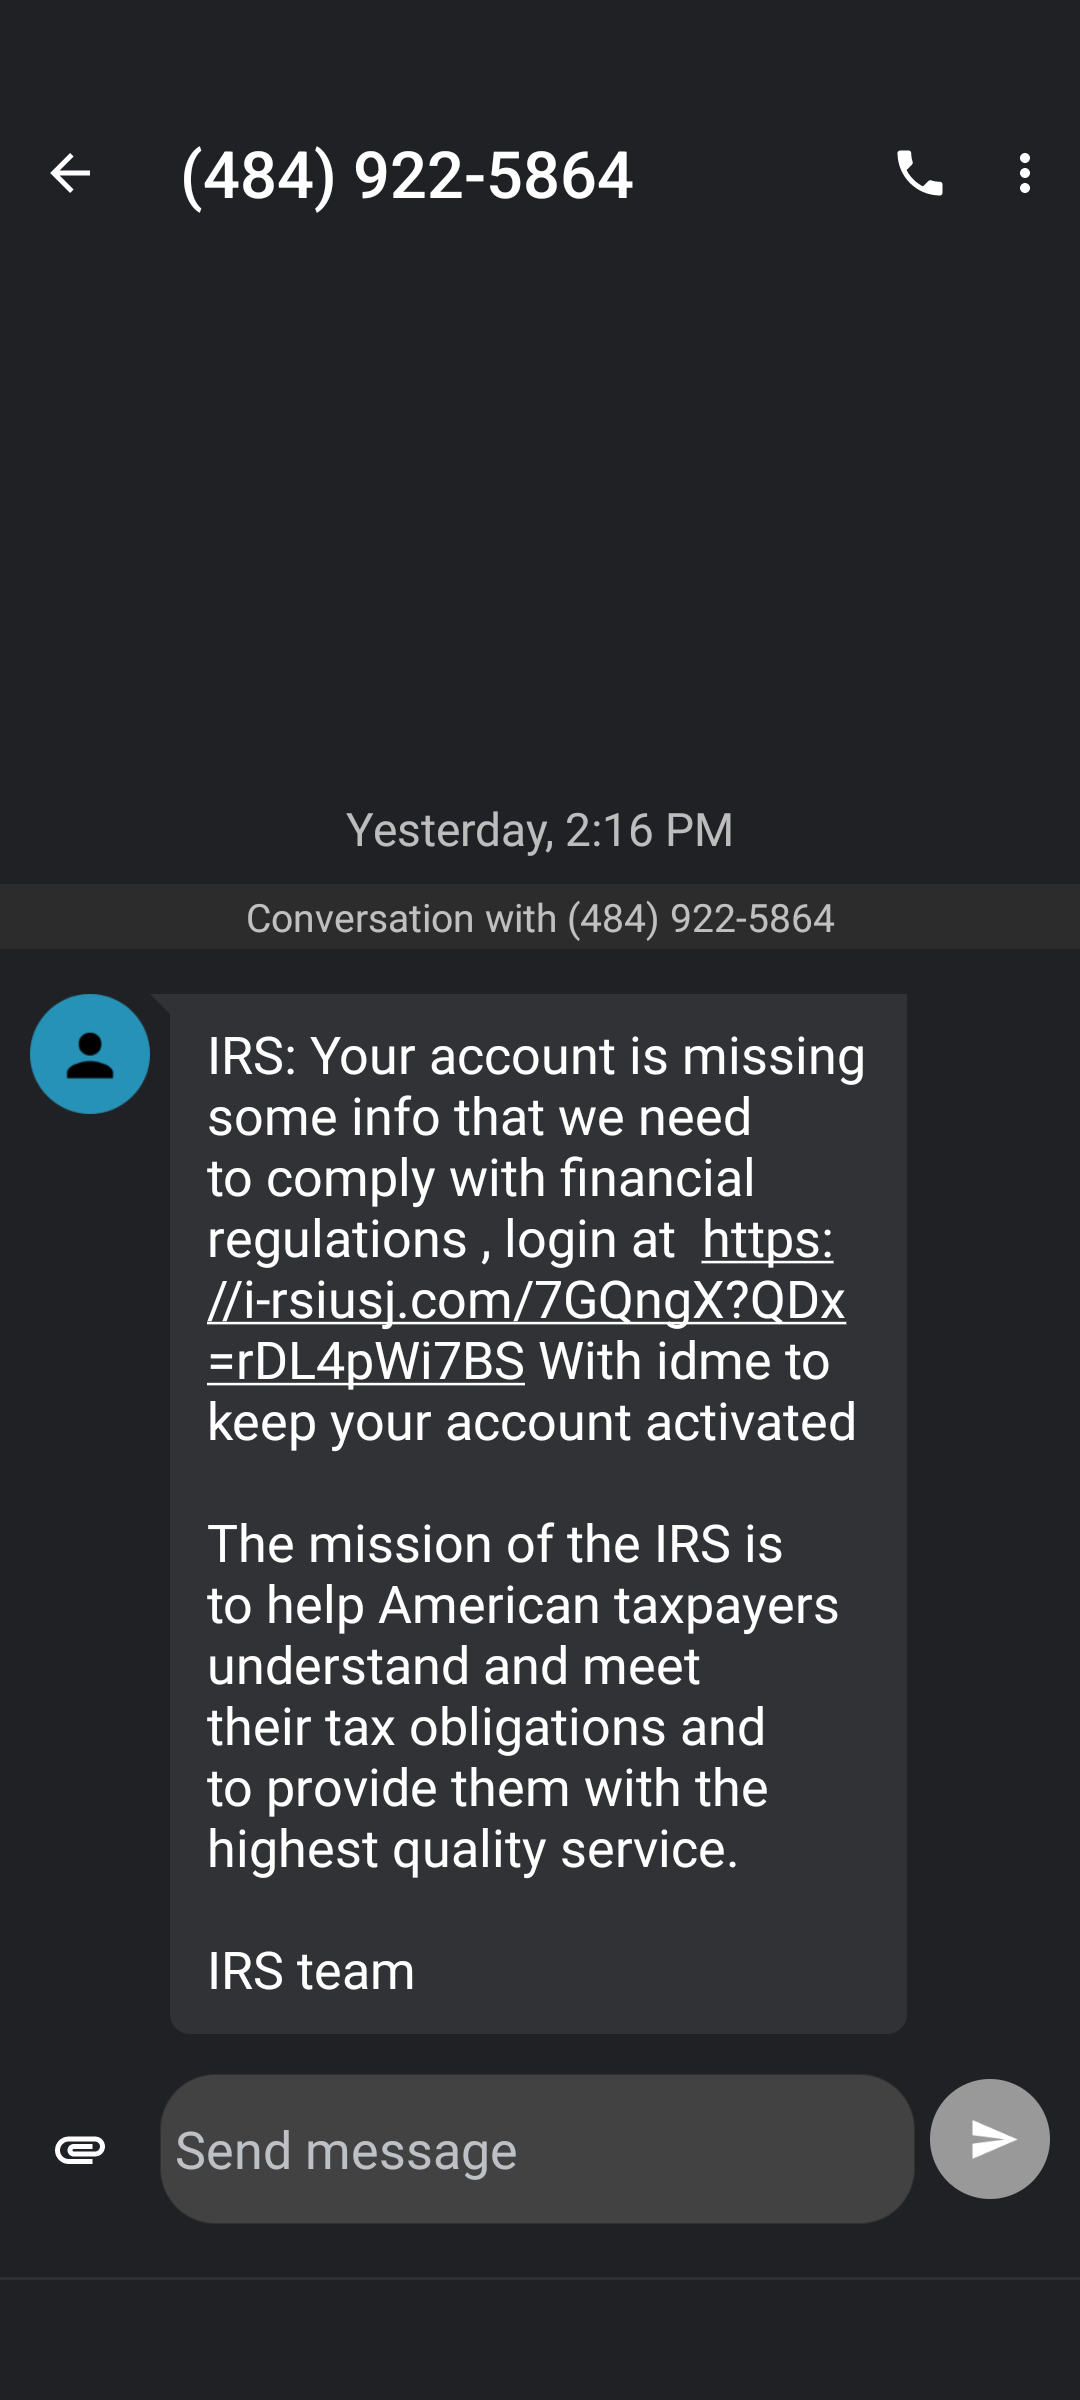 (484) 922-5864
Yesterday, 2:16 PM
Conversation with (484) 922-5864
IRS: Your account is missing
some info that we need
to comply with financial
regulations , login at  https:
//i-rsiusj.com/7GQngX?QDx
=rDL4pWi7BS With idme to
keep your account activated
The mission of the IRS is
to help American taxpayers
understand and meet
their tax obligations and
to provide them with the
highest quality service.
IRS team
Send message